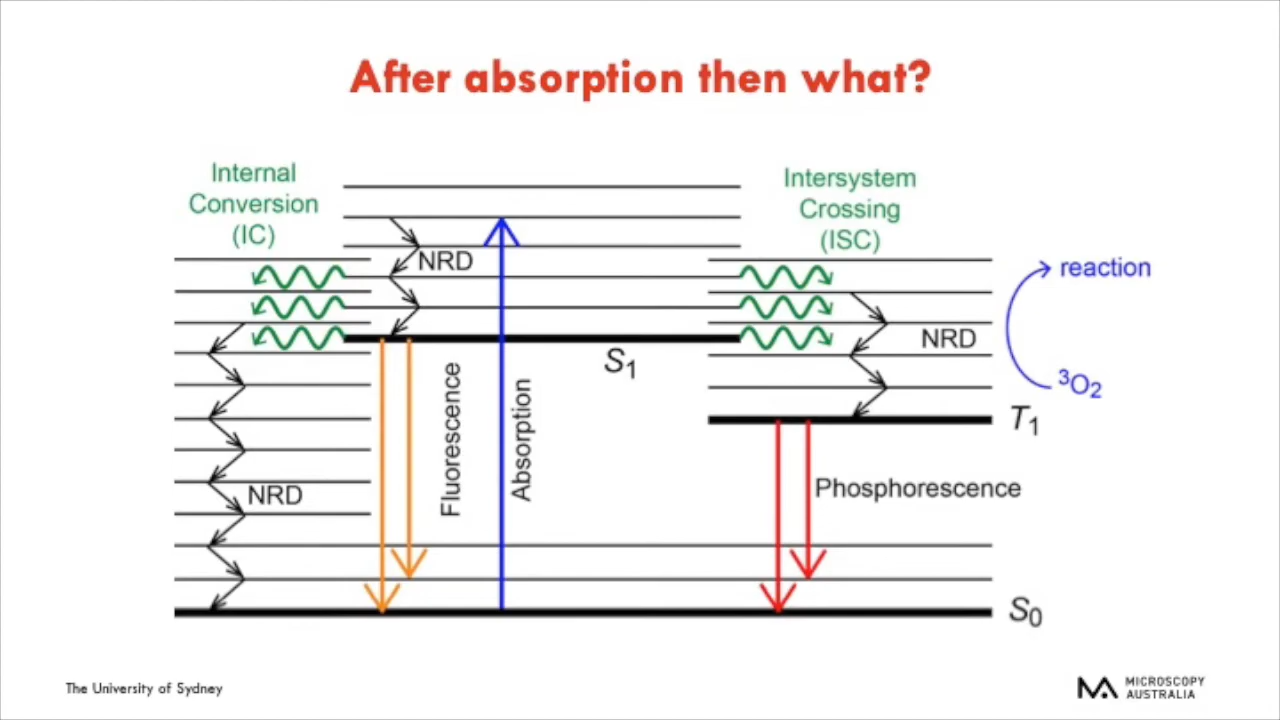 After absorption then what?
Internal
Conversion
(IC)
Intersystem
Crossing
(ISC)
NRD
reaction
NRD
S1
3O2
T1
Fluorescence
Absorption
NRD
Phosphorescence
S0
The University of Sydney
MICROSCOPY
AUSTRALIA